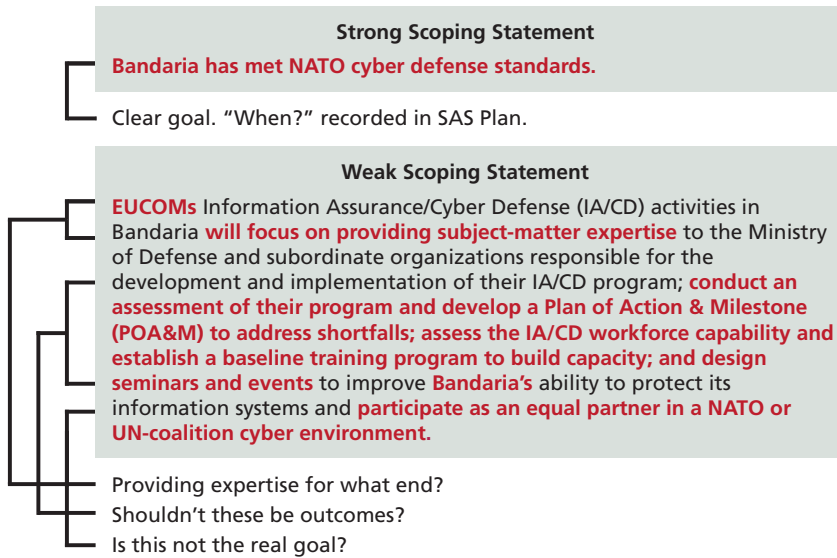 Strong Scoping Statement
Bandaria has met NATO cyber defense standards.
Clear goal. “When?” recorded in SAS Plan.
Weak Scoping Statement
EUCOMs Information Assurance/Cyber Defense (IA/CD) activities in
Bandaria will focus on providing subject-matter expertise to the Ministry
of Defense and subordinate organizations responsible for the
development and implementation of their IA/CD program; conduct an
assessment of their program and develop a Plan of Action & Milestone
(POA&M) to address shortfalls; assess the IA/CD workforce capability and
establish a baseline training program to build capacity; and design
seminars and events to improve Bandaria’s ability to protect its
information systems and participate as an equal partner in a NATO or
UN-coalition cyber environment.
Providing expertise for what end?
Shouldn’t these be outcomes?
Is this not the real goal?